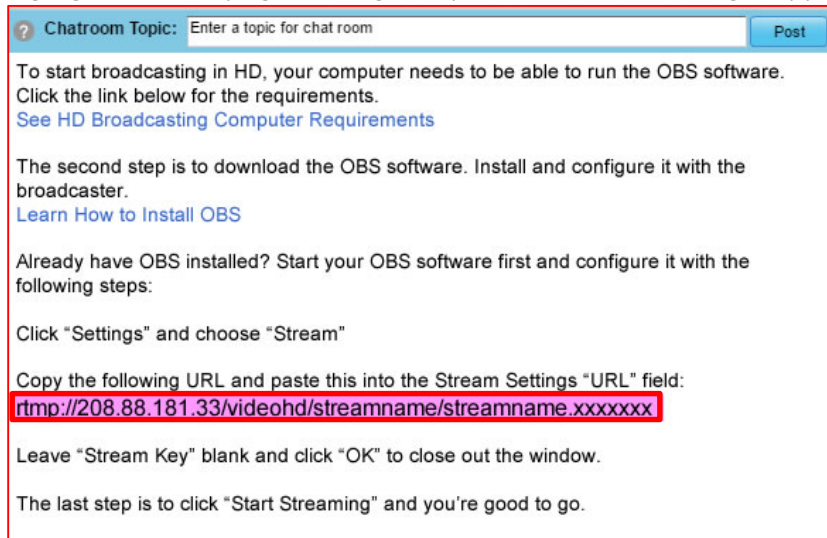 ? Chatroom Topic: Enter a topic for chat room Post
To start broadcasting in HD, your computer needs to be able to run the OBS software.
Click the link below for the requirements.
See HD Broadcasting Computer Requirements
The second step is to download the OBS software. Install and configure it with the
broadcaster.
Learn How to Install OBS
Already have OBS installed? Start your OBS software first and configure it with the
following steps:
Click “Settings” and choose “Stream”
Copy the following URL and paste this into the Stream Settings “URL” field:
rtmp://208.88.181.33/videohd/streamname/streamname.xxxxxxx
Leave “Stream Key” blank and click “OK” to close out the window.
The last step is to click “Start Streaming” and you’re good to go.